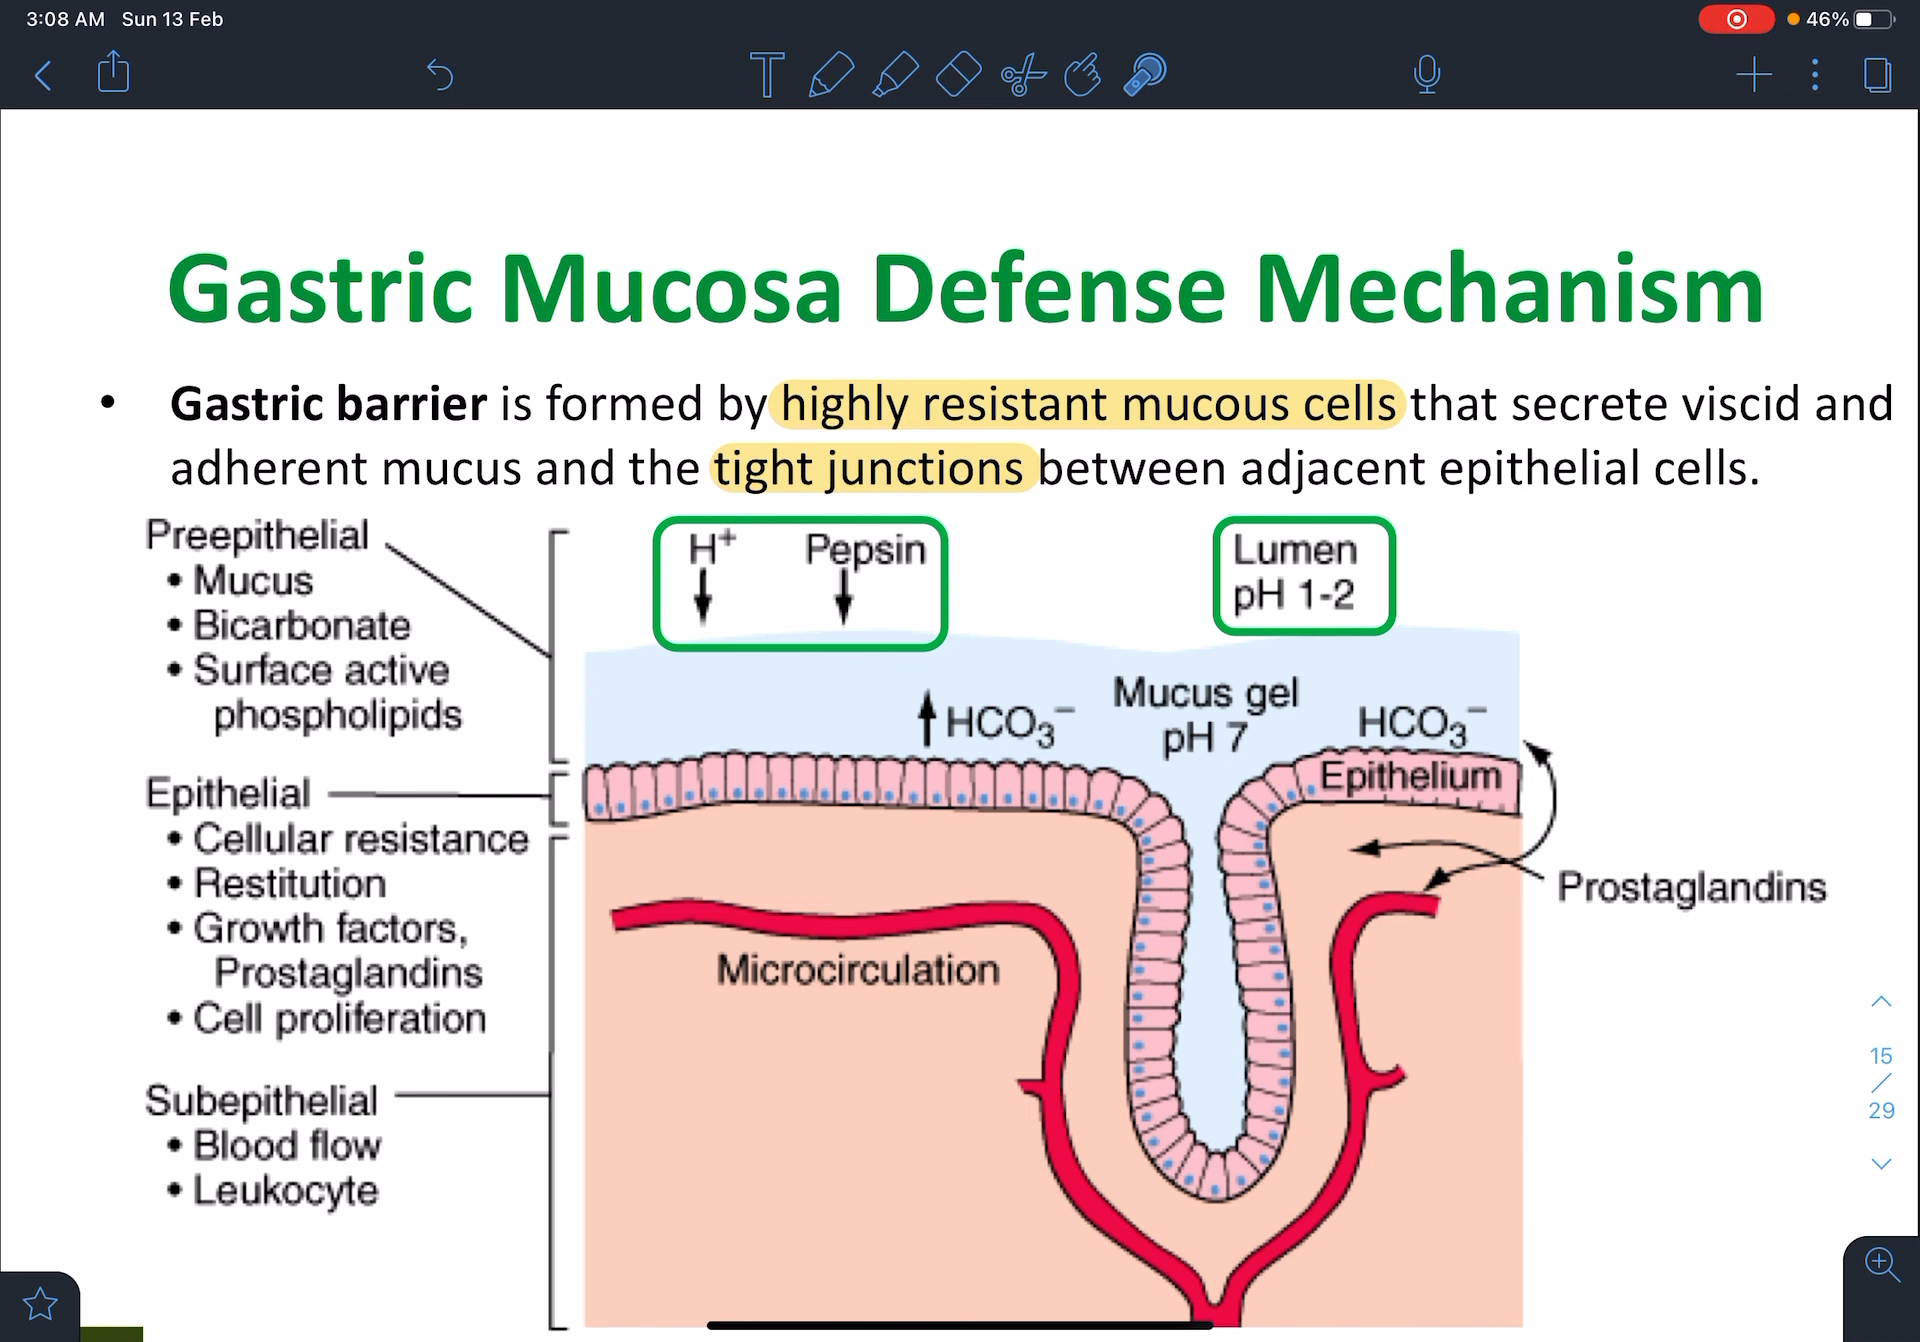 3:08 AM Sun 13 Feb
46%
Gastric Mucosa Defense Mechanism
• Gastric barrier is formed by highly resistant mucous cells that secrete viscid and
adherent mucus and the tight junctions between adjacent epithelial cells.
Preepithelial
• Mucus
• Bicarbonate
• Surface active
phospholipids
Epithelial
• Cellular resistance
• Restitution
• Growth factors,
Prostaglandins
• Cell proliferation
Subepithelial
• Blood flow
• Leukocyte
H⁺ Pepsin
Lumen
pH 1-2
HCO₃⁻
Mucus gel
pH 7
HCO₃⁻
Epithelium
Prostaglandins
Microcirculation
15
/
29